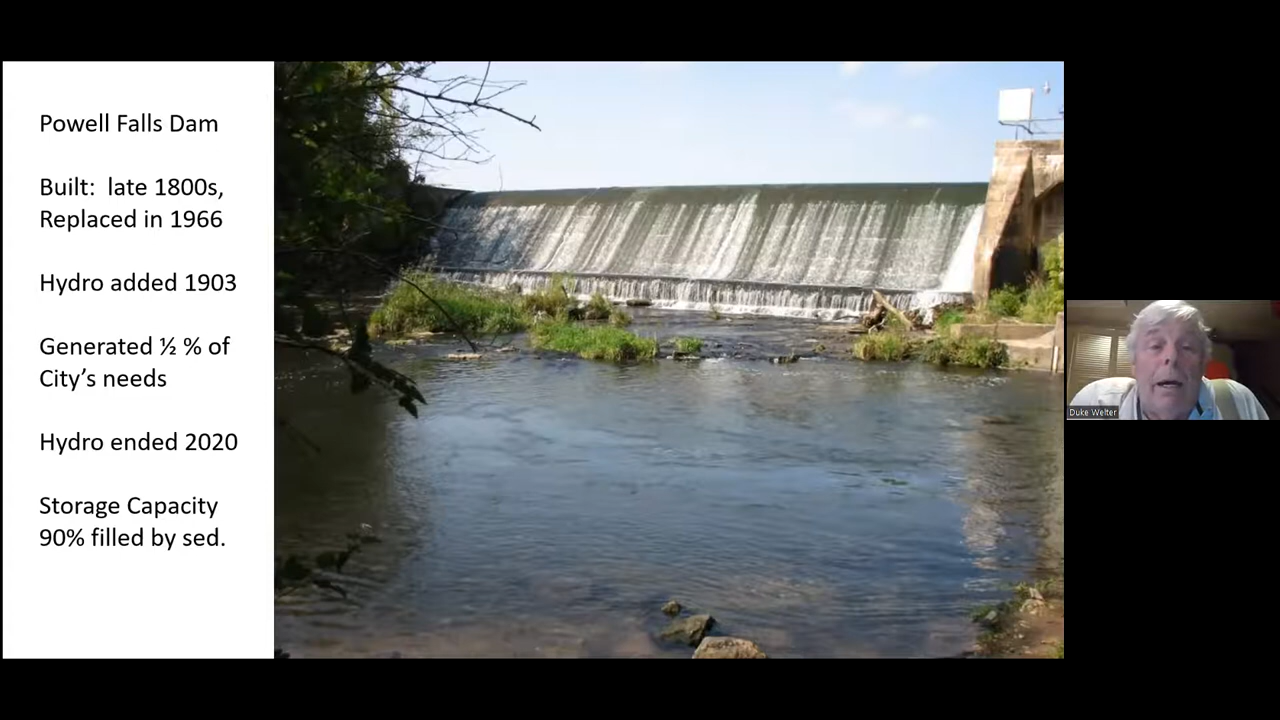 Powell Falls Dam
Built:  late 1800s,
Replaced in 1966
Hydro added 1903
Generated ½ % of
City’s needs
Hydro ended 2020
Storage Capacity
90% filled by sed.
Duke Welter